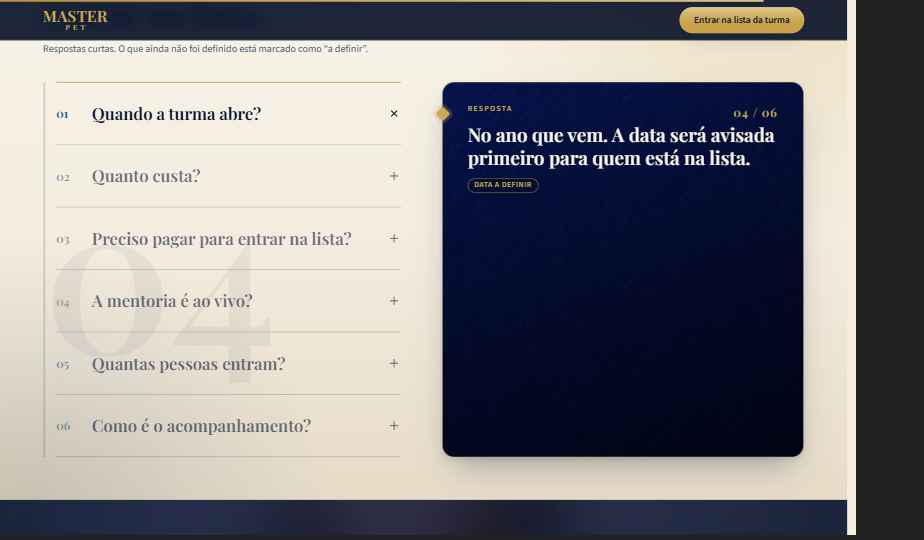 MASTER
PET
Entrar na lista da turma
Respostas curtas. O que ainda não foi definido está marcado como “a definir”.
01 Quando a turma abre? ×
02 Quanto custa? +
03 Preciso pagar para entrar na lista? +
04
04 A mentoria é ao vivo? +
05 Quantas pessoas entram? +
06 Como é o acompanhamento? +
RESPOSTA
04 / 06
No ano que vem. A data será avisada
primeiro para quem está na lista.
DATA A DEFINIR